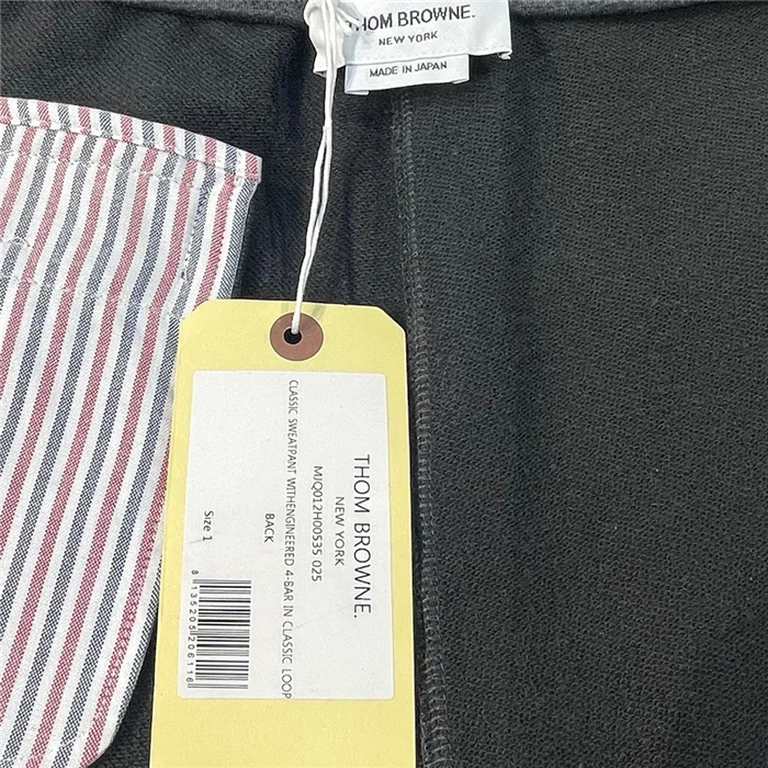 THOM BROWNE.
NEW YORK
MADE IN JAPAN
THOM BROWNE.
NEW YORK
MJQ012H00535 025
CLASSIC SWEATPANT WITHENGINEERED 4-BAR IN CLASSIC LOOP
BACK
Size 1
8135205206116